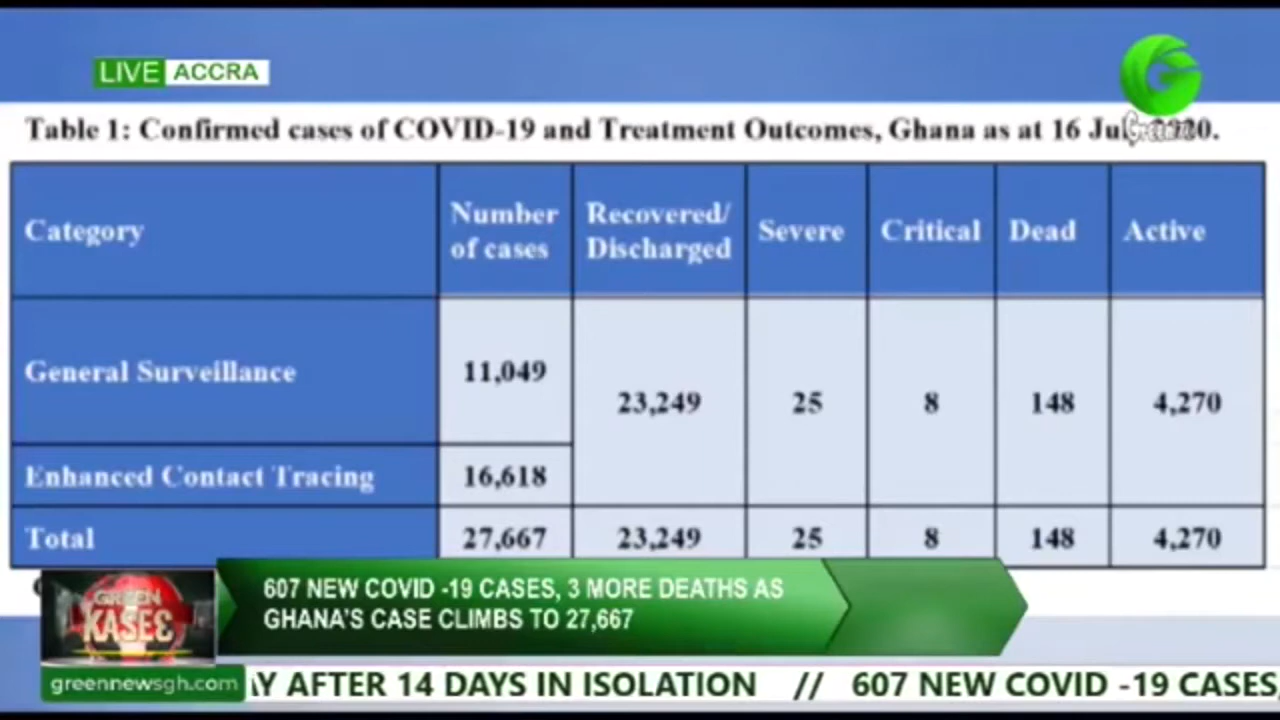 LIVE ACCRA
Table 1: Confirmed cases of COVID-19 and Treatment Outcomes, Ghana as at 16
Category
Number of cases
Recovered/ Discharged
Severe
Critical
Dead
Active
General Surveillance
11,049
23,249
25
8
148
4,270
Enhanced Contact Tracing
16,618
Total
27,667
23,249
25
8
148
4,270
GREEN
KASEƐ
607 NEW COVID -19 CASES, 3 MORE DEATHS AS
GHANA'S CASE CLIMBS TO 27,667
greennewsgh.com
AY AFTER 14 DAYS IN ISOLATION // 607 NEW COVID -19 CASES,